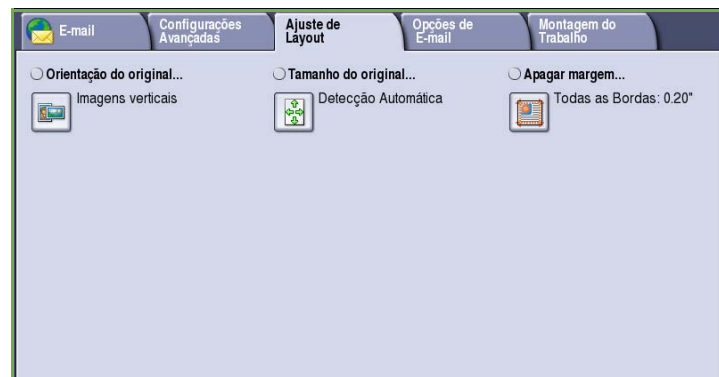 E-mail
Configurações
Avançadas
Ajuste de
Layout
Opções de
E-mail
Montagem do
Trabalho
Orientação do original...
Imagens verticais
Tamanho do original...
Detecção Automática
Apagar margem...
Todas as Bordas: 0.20"